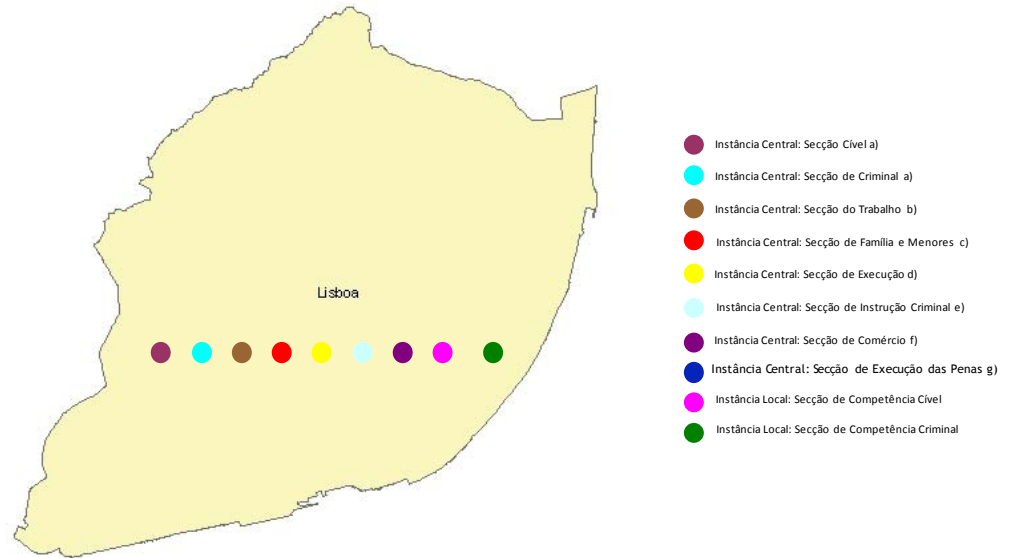 Lisboa
Instância Central: Secção Cível a)
Instância Central: Secção de Criminal a)
Instância Central: Secção do Trabalho b)
Instância Central: Secção de Família e Menores c)
Instância Central: Secção de Execução d)
Instância Central: Secção de Instrução Criminal e)
Instância Central: Secção de Comércio f)
Instância Central: Secção de Execução das Penas g)
Instância Local: Secção de Competência Cível
Instância Local: Secção de Competência Criminal